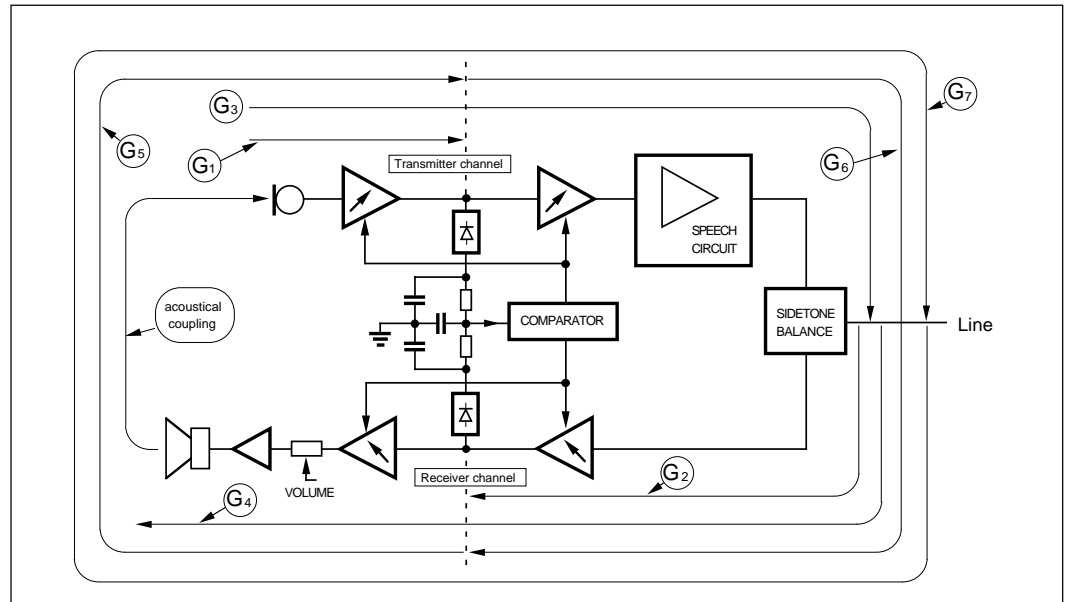 G3
G7
G5
G1
Transmitter channel
G6
SPEECH
CIRCUIT
acoustical
coupling
COMPARATOR
SIDETONE
BALANCE
Line
VOLUME
Receiver channel
G2
G4